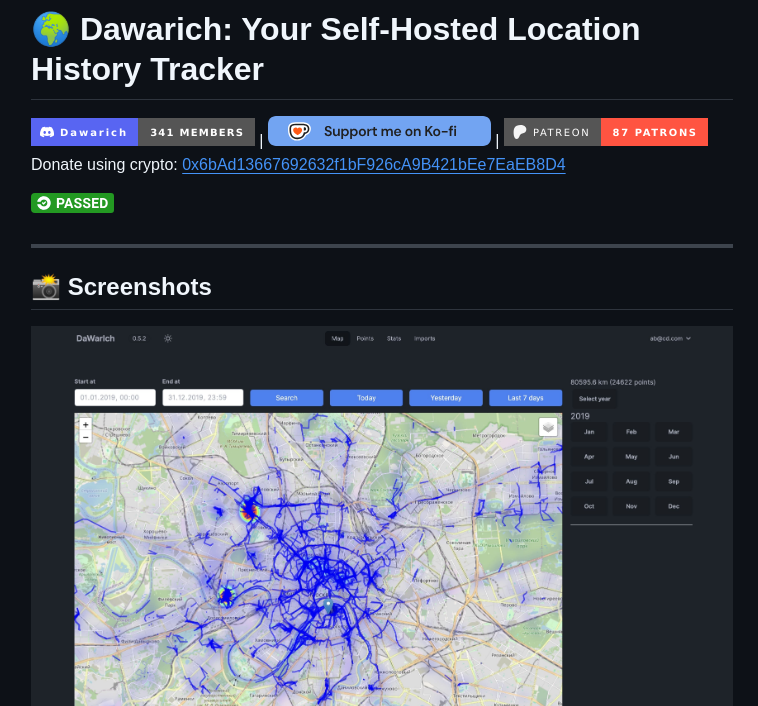 🌍 Dawarich: Your Self-Hosted Location
History Tracker
Dawarich 341 MEMBERS | Support me on Ko-fi | PATREON 87 PATRONS
Donate using crypto: 0x6bAd13667692632f1bF926cA9B421bEe7EaEB8D4
PASSED
📸 Screenshots
DaWarIch 0.5.2 Map Points Stats Imports ab@cd.com
Start at End at
01.01.2019, 00:00 31.12.2019, 23:59 Search Today Yesterday Last 7 days
80595.6 km (24622 points)
Select year
2019
Jan Feb Mar
Apr May Jun
Jul Aug Sep
Oct Nov Dec
+
−